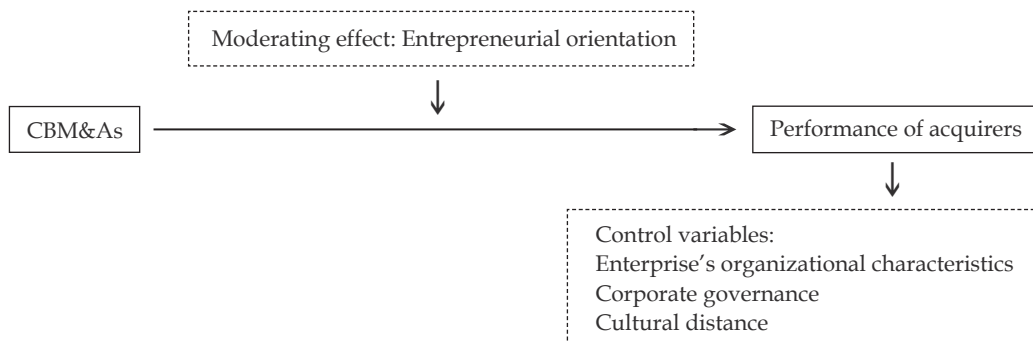 Moderating effect: Entrepreneurial orientation
CBM&As
Performance of acquirers
Control variables:
Enterprise’s organizational characteristics
Corporate governance
Cultural distance